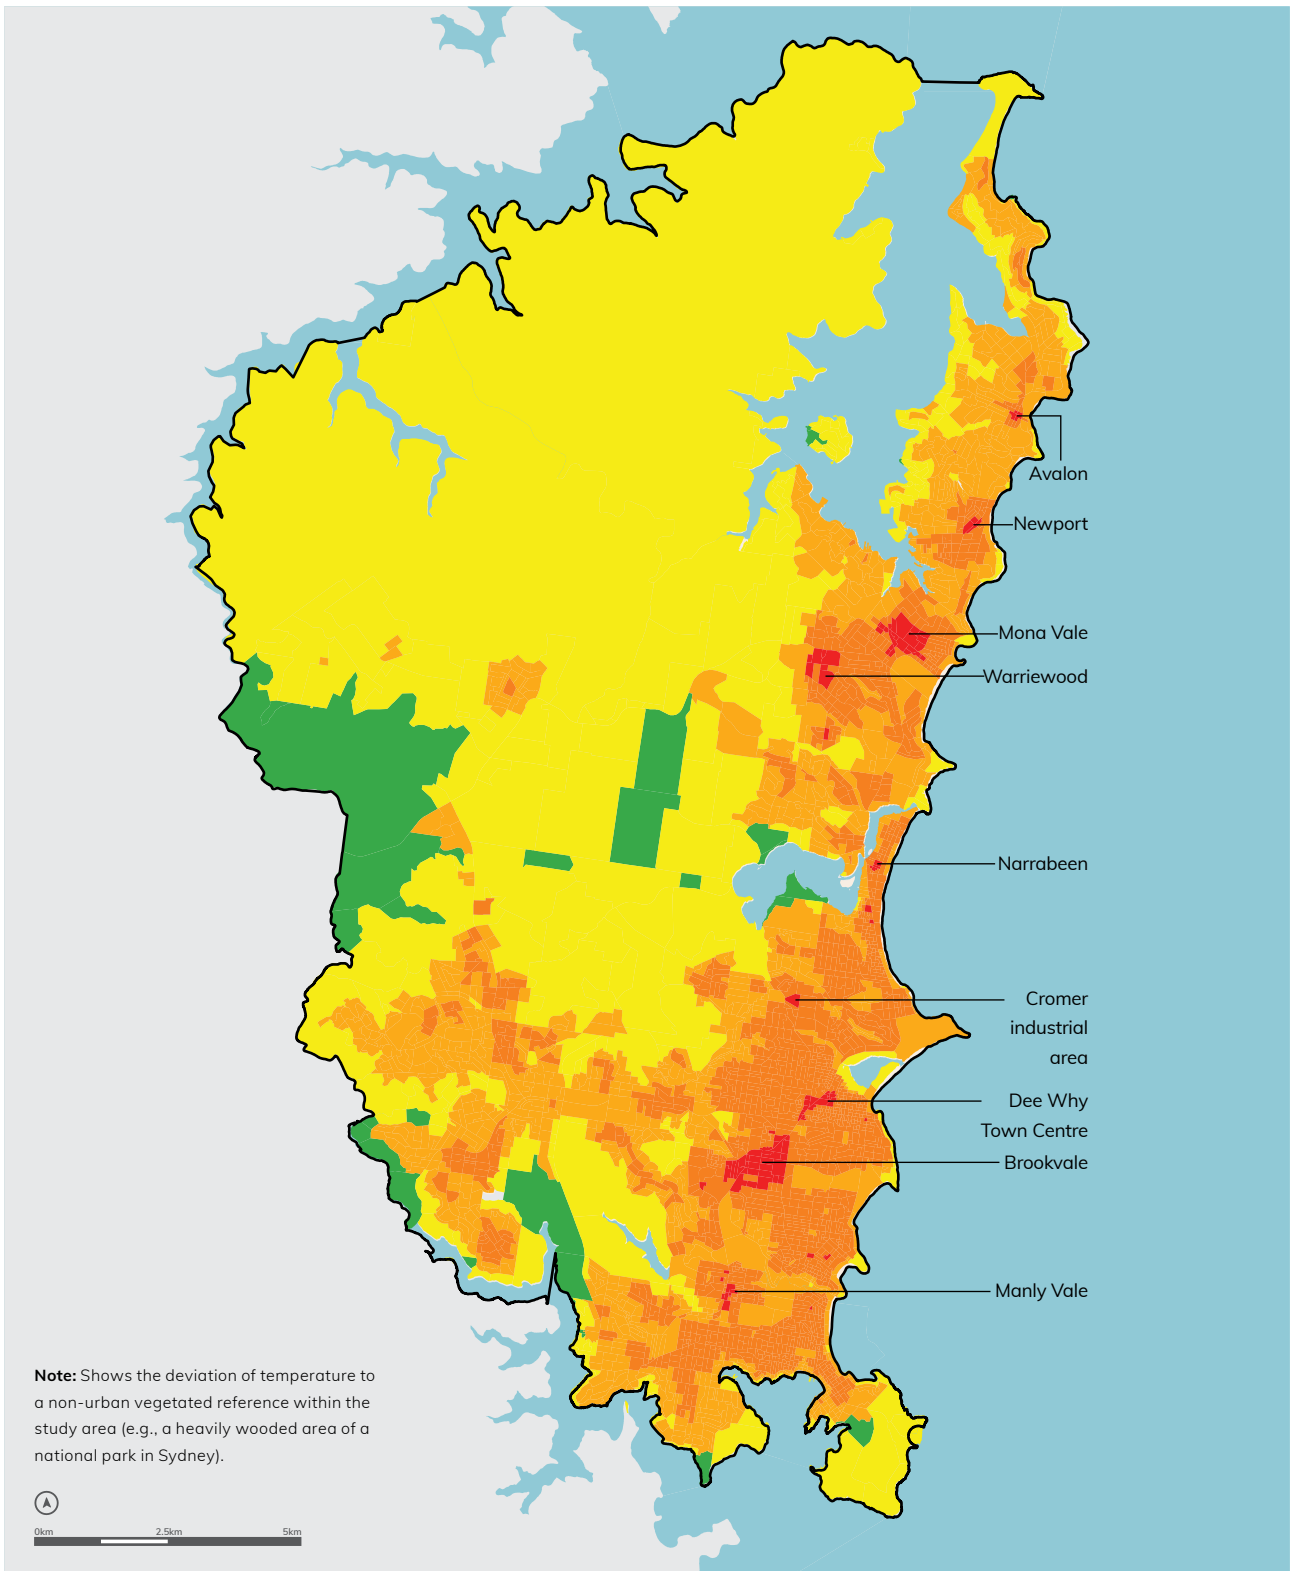 Avalon
Newport
Mona Vale
Warriewood
Narrabeen
Cromer
industrial
area
Dee Why
Town Centre
Brookvale
Manly Vale
Note: Shows the deviation of temperature to
a non-urban vegetated reference within the
study area (e.g., a heavily wooded area of a
national park in Sydney).
0km 2.5km 5km